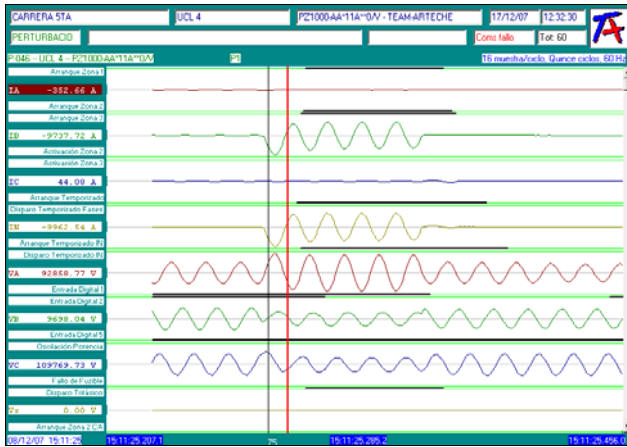 CARRERA 5TA UCL 4 PZ1000-AA*11A**0/V - TEAM-ARTECHE 17/12/07 12:32:30
PERTURBACIO Coms fallo Tot: 60
P:046 -- UCL 4 -- PZ1000-AA*11A**0/V P1 16 muestra/ciclo, Quince ciclos, 60 Hz
Arranque Zona 1
IA -352.66 A
Arranque Zona 2
Arranque Zona 3
IB -9737.72 A
Activación Zona 2
Activación Zona 3
IC 44.08 A
Arranque Temporizado
Disparo Temporizado Fases
IN -9962.54 A
Arranque Temporizado IN
Disparo Temporizado IN
VA 92858.77 V
Entrada Digital 1
Entrada Digital 2
VB 9698.04 V
Entrada Digital 5
Oscilación Potencia
VC 109769.73 V
Fallo de Fusible
Disparo Trifásico
Vs 0.00 V
Arranque Zona 2 CA
08/12/07 15:11:25 15:11:25.207.1 75 15:11:25.285.2 15:11:25.456.0